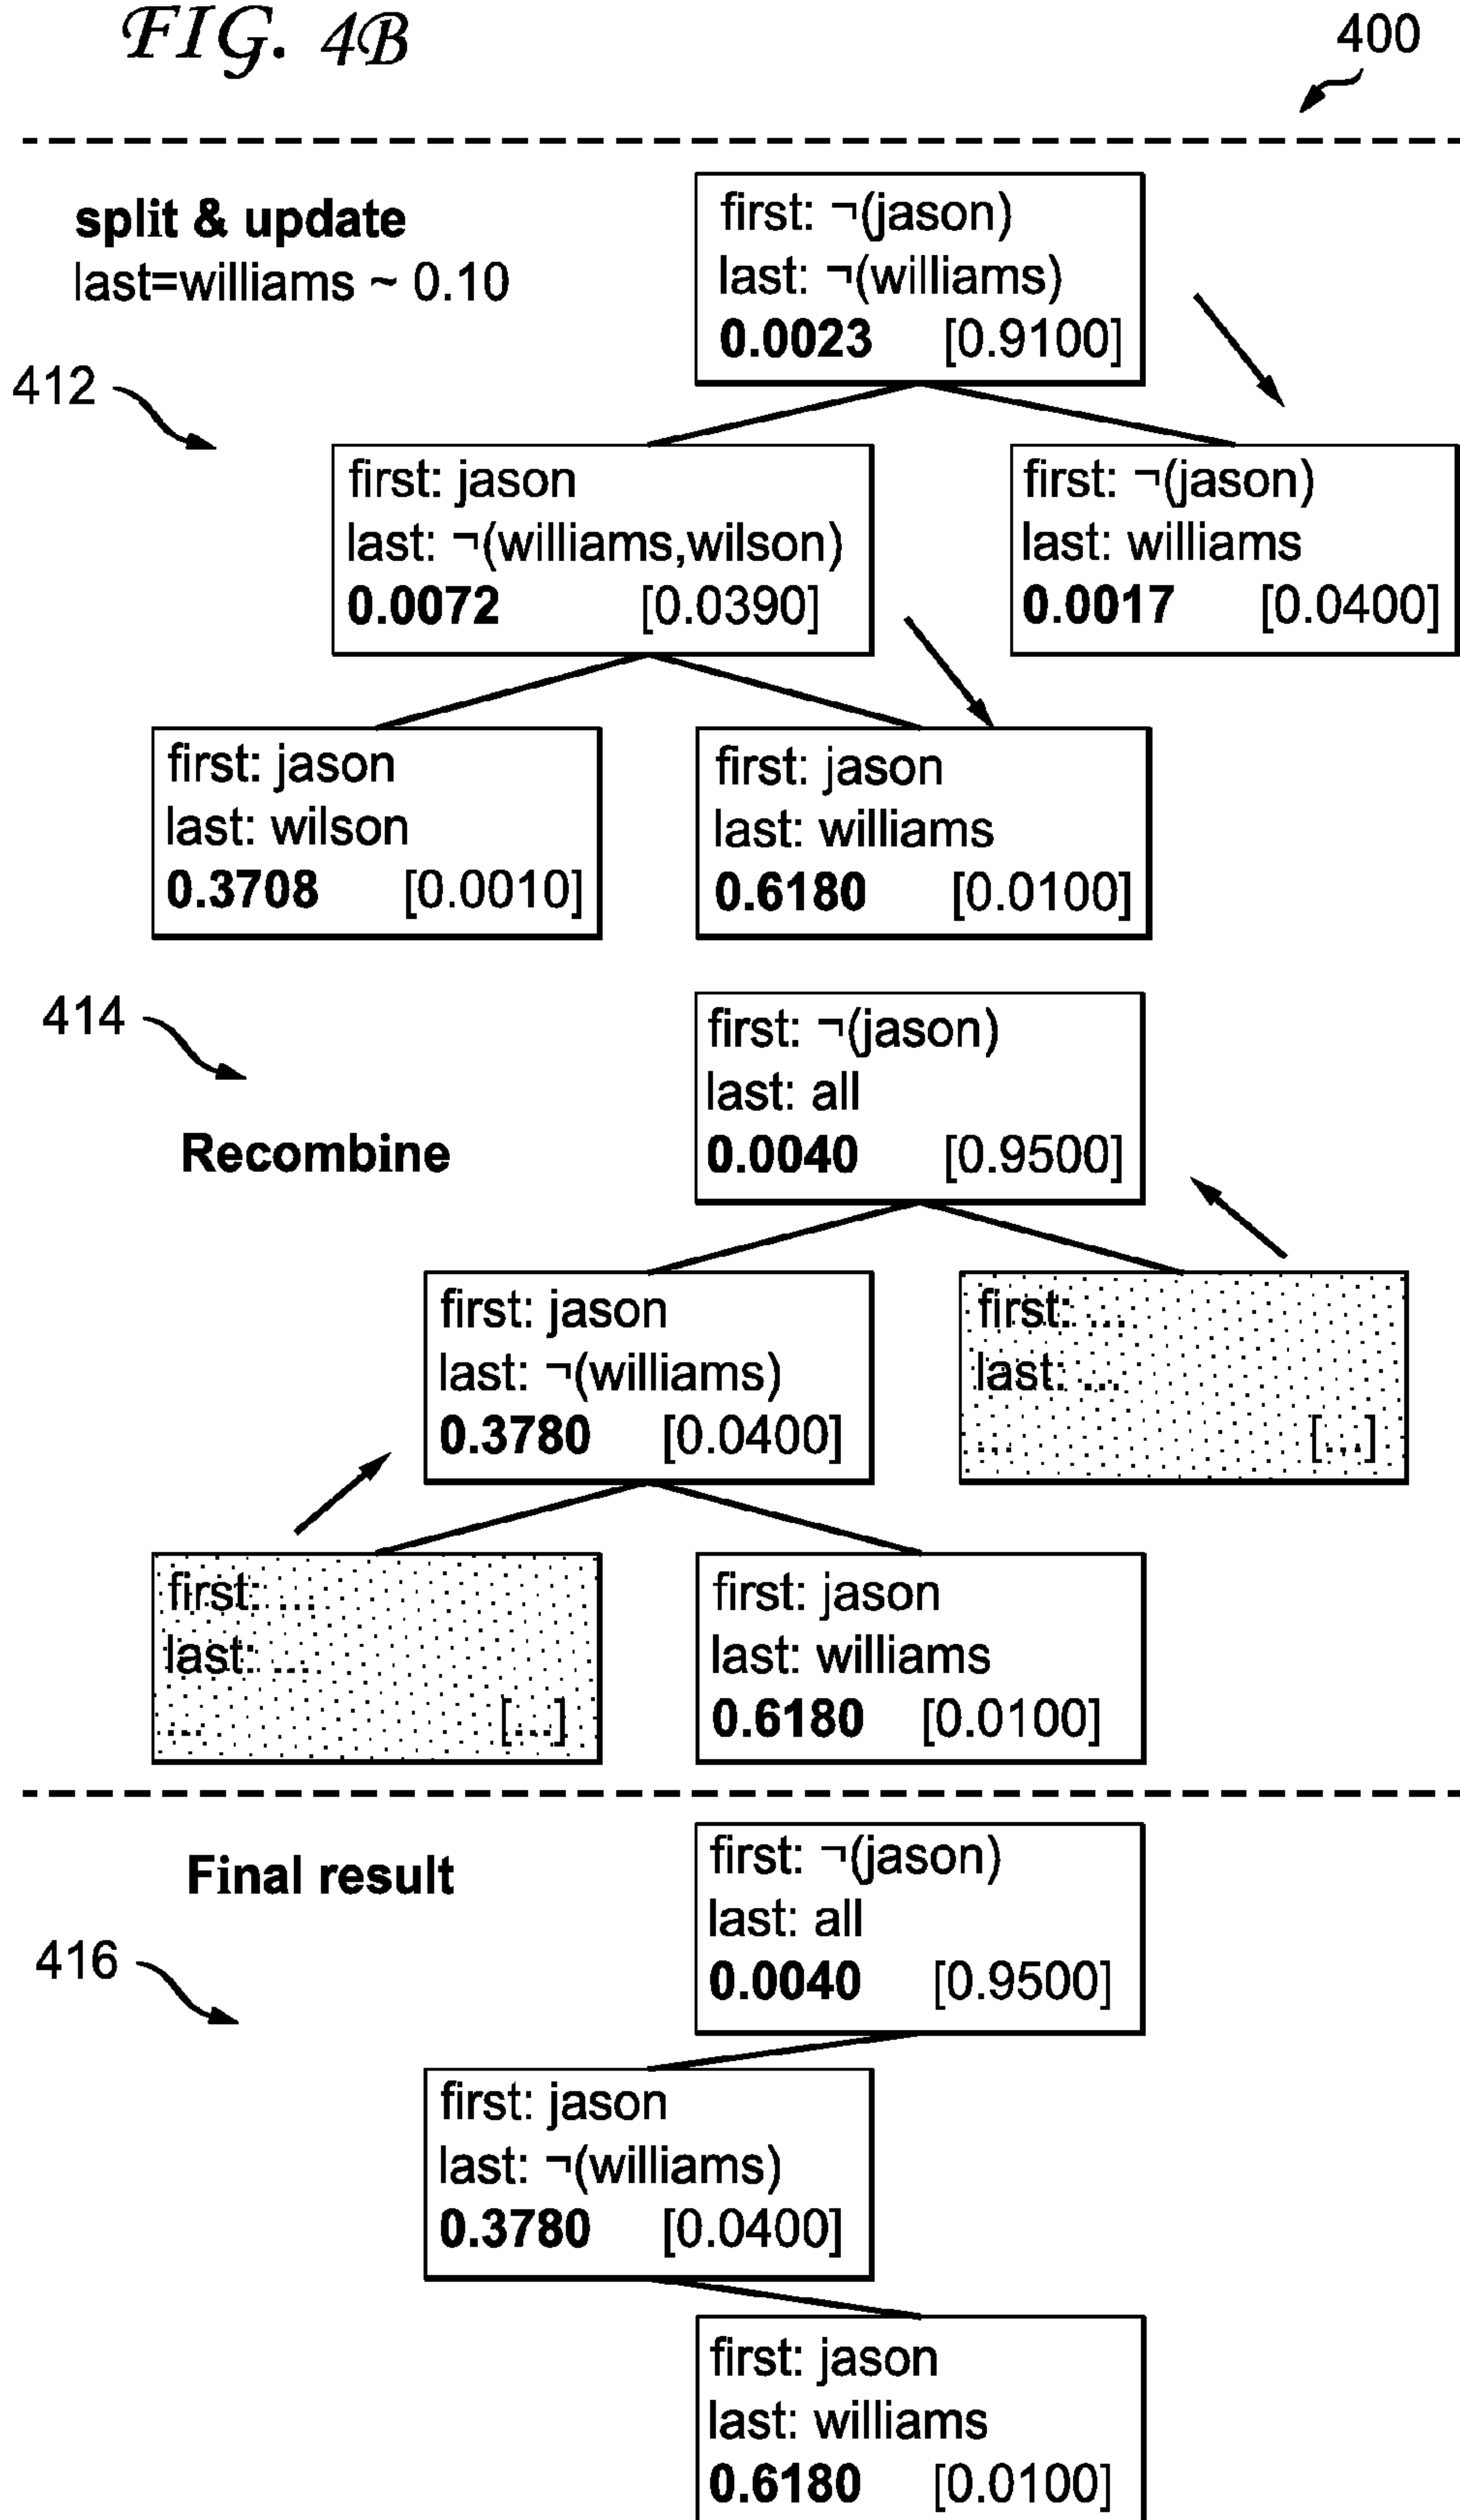 FIG. 4B
400
split & update
last=williams ~ 0.10
first: ¬(jason)
last: ¬(williams)
0.0023 [0.9100]
412
first: jason
last: ¬(williams,wilson)
0.0072 [0.0390]
first: ¬(jason)
last: williams
0.0017 [0.0400]
first: jason
last: wilson
0.3708 [0.0010]
first: jason
last: williams
0.6180 [0.0100]
414
Recombine
first: ¬(jason)
last: all
0.0040 [0.9500]
first: jason
last: ¬(williams)
0.3780 [0.0400]
first: ...
last: ...
... [...]
first: ...
last: ...
... [...]
first: jason
last: williams
0.6180 [0.0100]
Final result
416
first: ¬(jason)
last: all
0.0040 [0.9500]
first: jason
last: ¬(williams)
0.3780 [0.0400]
first: jason
last: williams
0.6180 [0.0100]